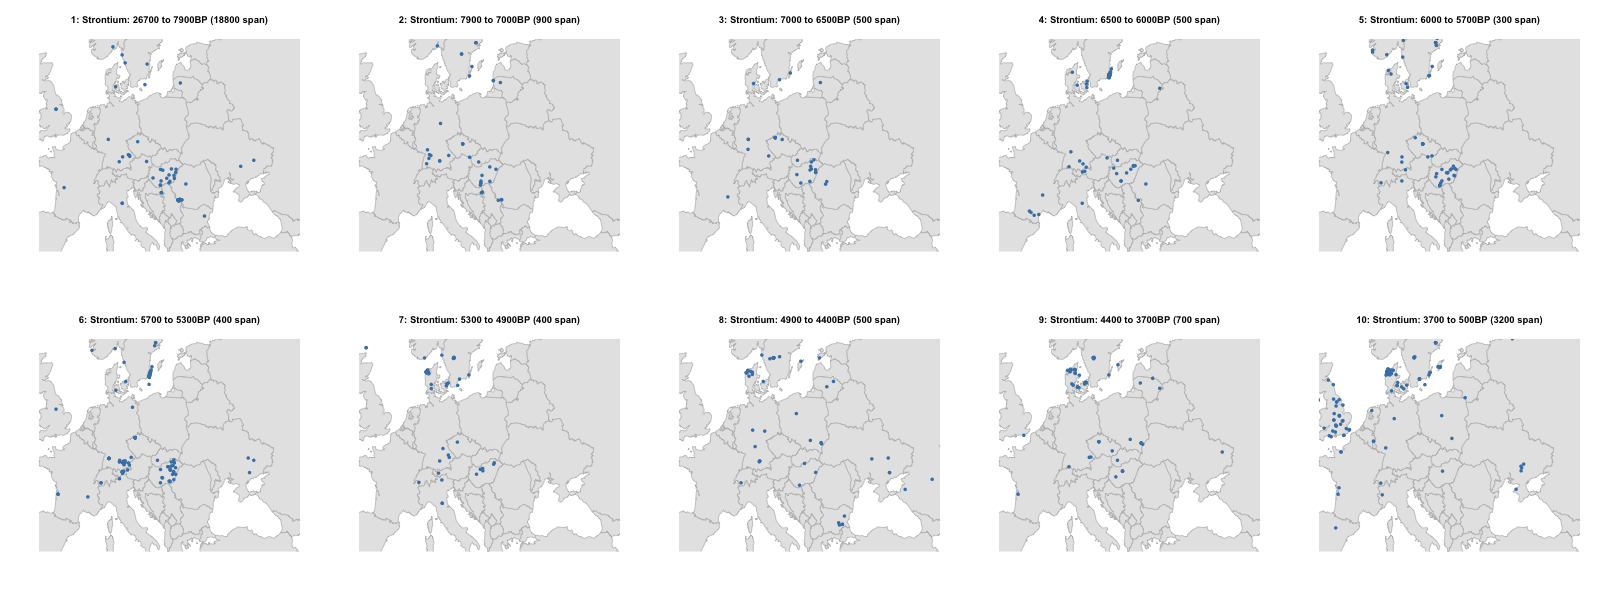 1: Strontium: 26700 to 7900BP (18800 span)
2: Strontium: 7900 to 7000BP (900 span)
3: Strontium: 7000 to 6500BP (500 span)
4: Strontium: 6500 to 6000BP (500 span)
5: Strontium: 6000 to 5700BP (300 span)
6: Strontium: 5700 to 5300BP (400 span)
7: Strontium: 5300 to 4900BP (400 span)
8: Strontium: 4900 to 4400BP (500 span)
9: Strontium: 4400 to 3700BP (700 span)
10: Strontium: 3700 to 500BP (3200 span)